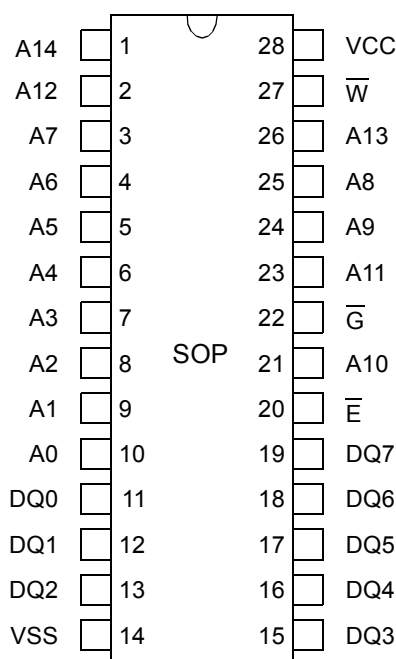 A14 1 28 VCC
A12 2 27 W̅
A7 3 26 A13
A6 4 25 A8
A5 5 24 A9
A4 6 23 A11
A3 7 22 G̅
SOP
A2 8 21 A10
A1 9 20 E̅
A0 10 19 DQ7
DQ0 11 18 DQ6
DQ1 12 17 DQ5
DQ2 13 16 DQ4
VSS 14 15 DQ3